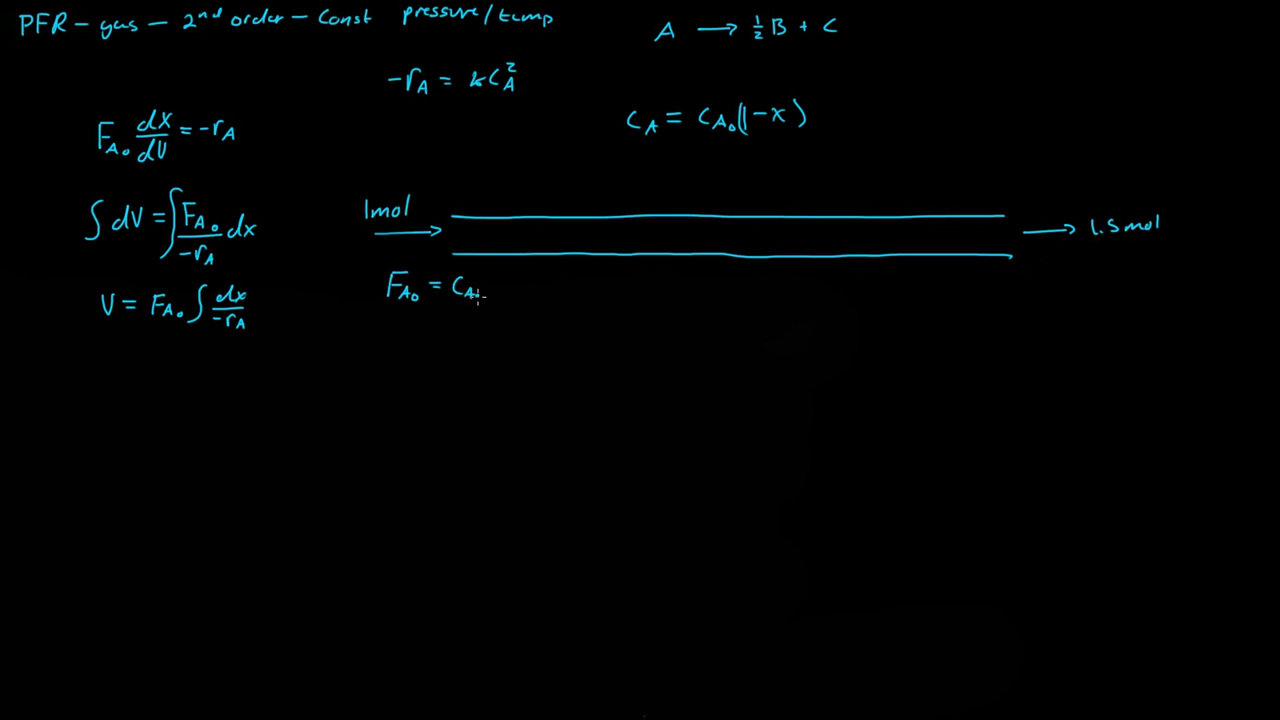 PFR - gas - 2nd order - Const pressure/temp
A → ½B + C
-rA = kCA²
CA = CA₀(1-x)
FA₀ dX/dV = -rA
∫ dV = ∫ FA₀/-rA dx
1mol
→ 1.5mol
FA₀ = CA₀
V = FA₀ ∫ dx/-rA